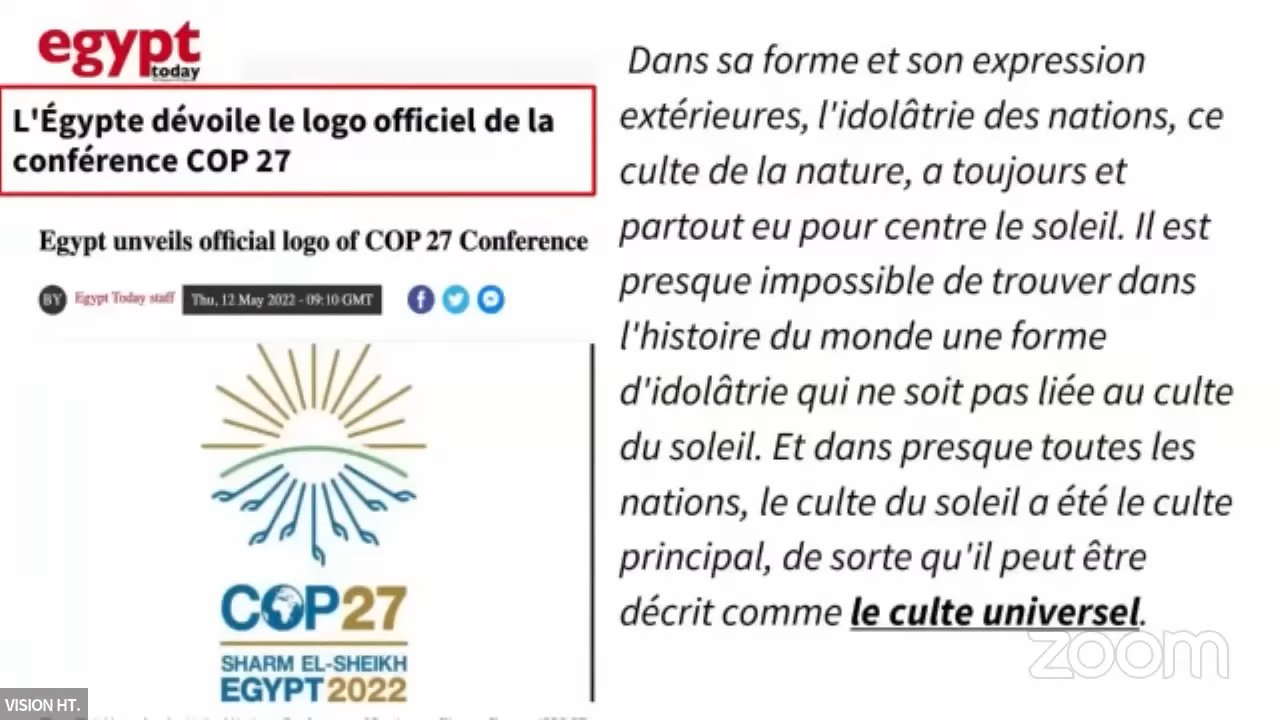 egypt
today
L'Égypte dévoile le logo officiel de la
conférence COP 27
Egypt unveils official logo of COP 27 Conference
BY Egypt Today staff Thu, 12 May 2022 - 09:10 GMT
COP27
SHARM EL-SHEIKH
EGYPT 2022
Dans sa forme et son expression
extérieures, l'idolâtrie des nations, ce
culte de la nature, a toujours et
partout eu pour centre le soleil. Il est
presque impossible de trouver dans
l'histoire du monde une forme
d'idolâtrie qui ne soit pas liée au culte
du soleil. Et dans presque toutes les
nations, le culte du soleil a été le culte
principal, de sorte qu'il peut être
décrit comme le culte universel.
zoom
VISION HT.